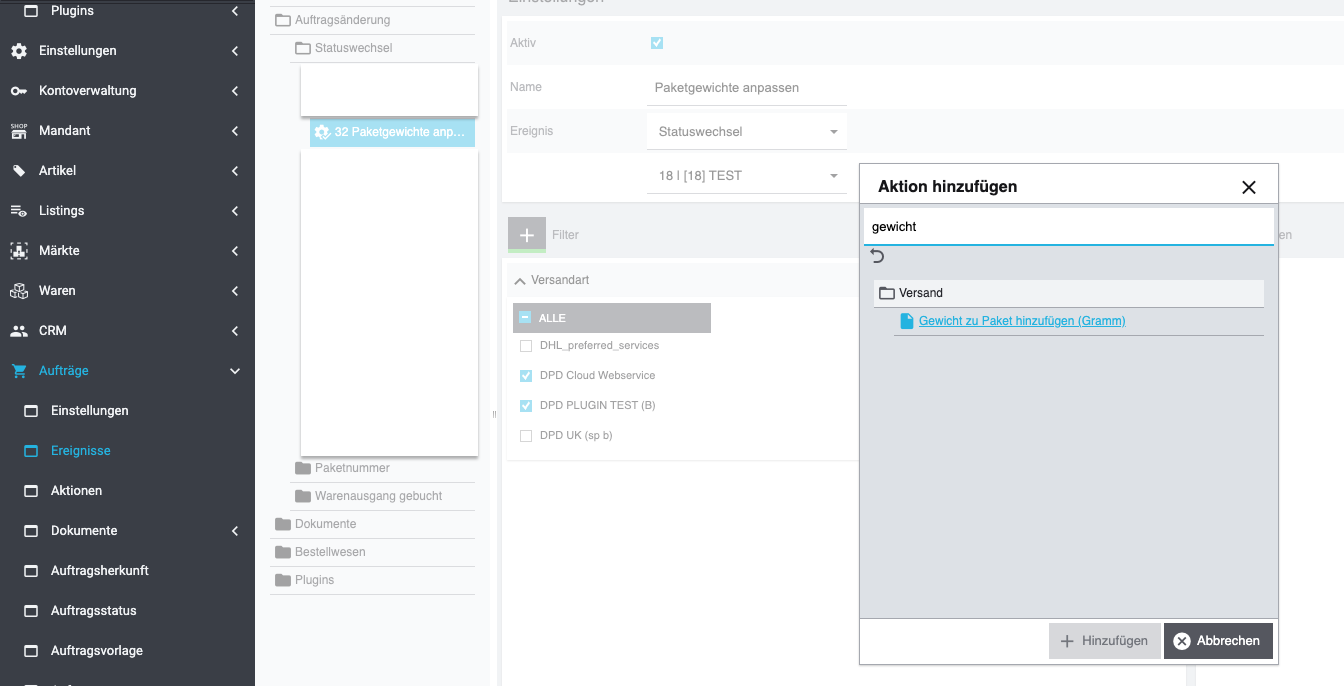 Plugins
Einstellungen
Kontoverwaltung
SHOP
Mandant
Artikel
Listings
Märkte
Waren
CRM
Aufträge
Einstellungen
Ereignisse
Aktionen
Dokumente
Auftragsherkunft
Auftragsstatus
Auftragsvorlage
Auftragsänderung
Statuswechsel
32 Paketgewichte anp...
Paketnummer
Warenausgang gebucht
Dokumente
Bestellwesen
Plugins
Einstellungen
Aktiv
Name
Paketgewichte anpassen
Ereignis
Statuswechsel
18 | [18] TEST
Filter
en
Versandart
ALLE
DHL_preferred_services
DPD Cloud Webservice
DPD PLUGIN TEST (B)
DPD UK (sp b)
Aktion hinzufügen
gewicht
Versand
Gewicht zu Paket hinzufügen (Gramm)
Hinzufügen
Abbrechen